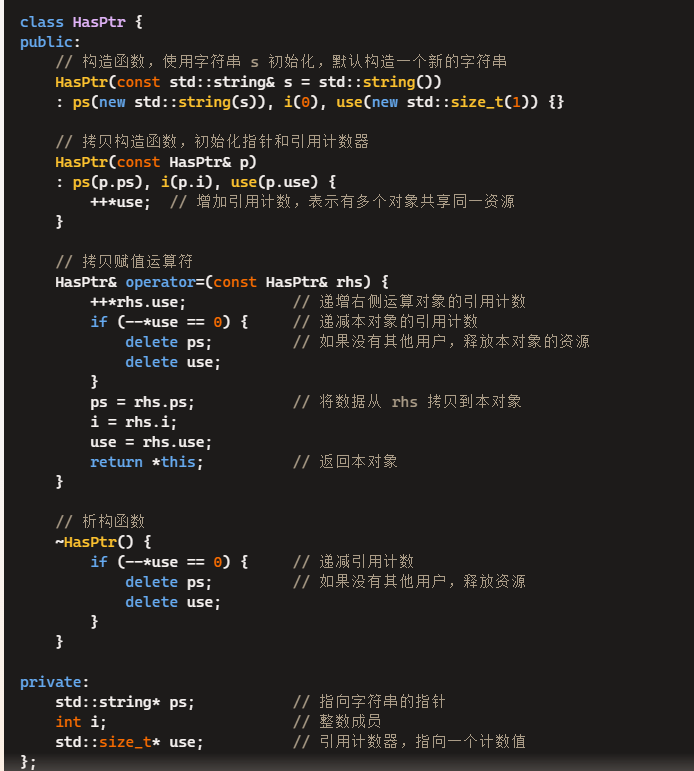 class HasPtr {
public:
    // 构造函数，使用字符串 s 初始化，默认构造一个新的字符串
    HasPtr(const std::string& s = std::string())
    : ps(new std::string(s)), i(0), use(new std::size_t(1)) {}
    // 拷贝构造函数，初始化指针和引用计数器
    HasPtr(const HasPtr& p)
    : ps(p.ps), i(p.i), use(p.use) {
        ++*use;  // 增加引用计数，表示有多个对象共享同一资源
    }
    // 拷贝赋值运算符
    HasPtr& operator=(const HasPtr& rhs) {
        ++*rhs.use;            // 递增右侧运算对象的引用计数
        if (--*use == 0) {     // 递减本对象的引用计数
            delete ps;         // 如果没有其他用户，释放本对象的资源
            delete use;
        }
        ps = rhs.ps;           // 将数据从 rhs 拷贝到本对象
        i = rhs.i;
        use = rhs.use;
        return *this;          // 返回本对象
    }
    // 析构函数
    ~HasPtr() {
        if (--*use == 0) {     // 递减引用计数
            delete ps;         // 如果没有其他用户，释放资源
            delete use;
        }
    }
private:
    std::string* ps;           // 指向字符串的指针
    int i;                     // 整数成员
    std::size_t* use;          // 引用计数器，指向一个计数值
};